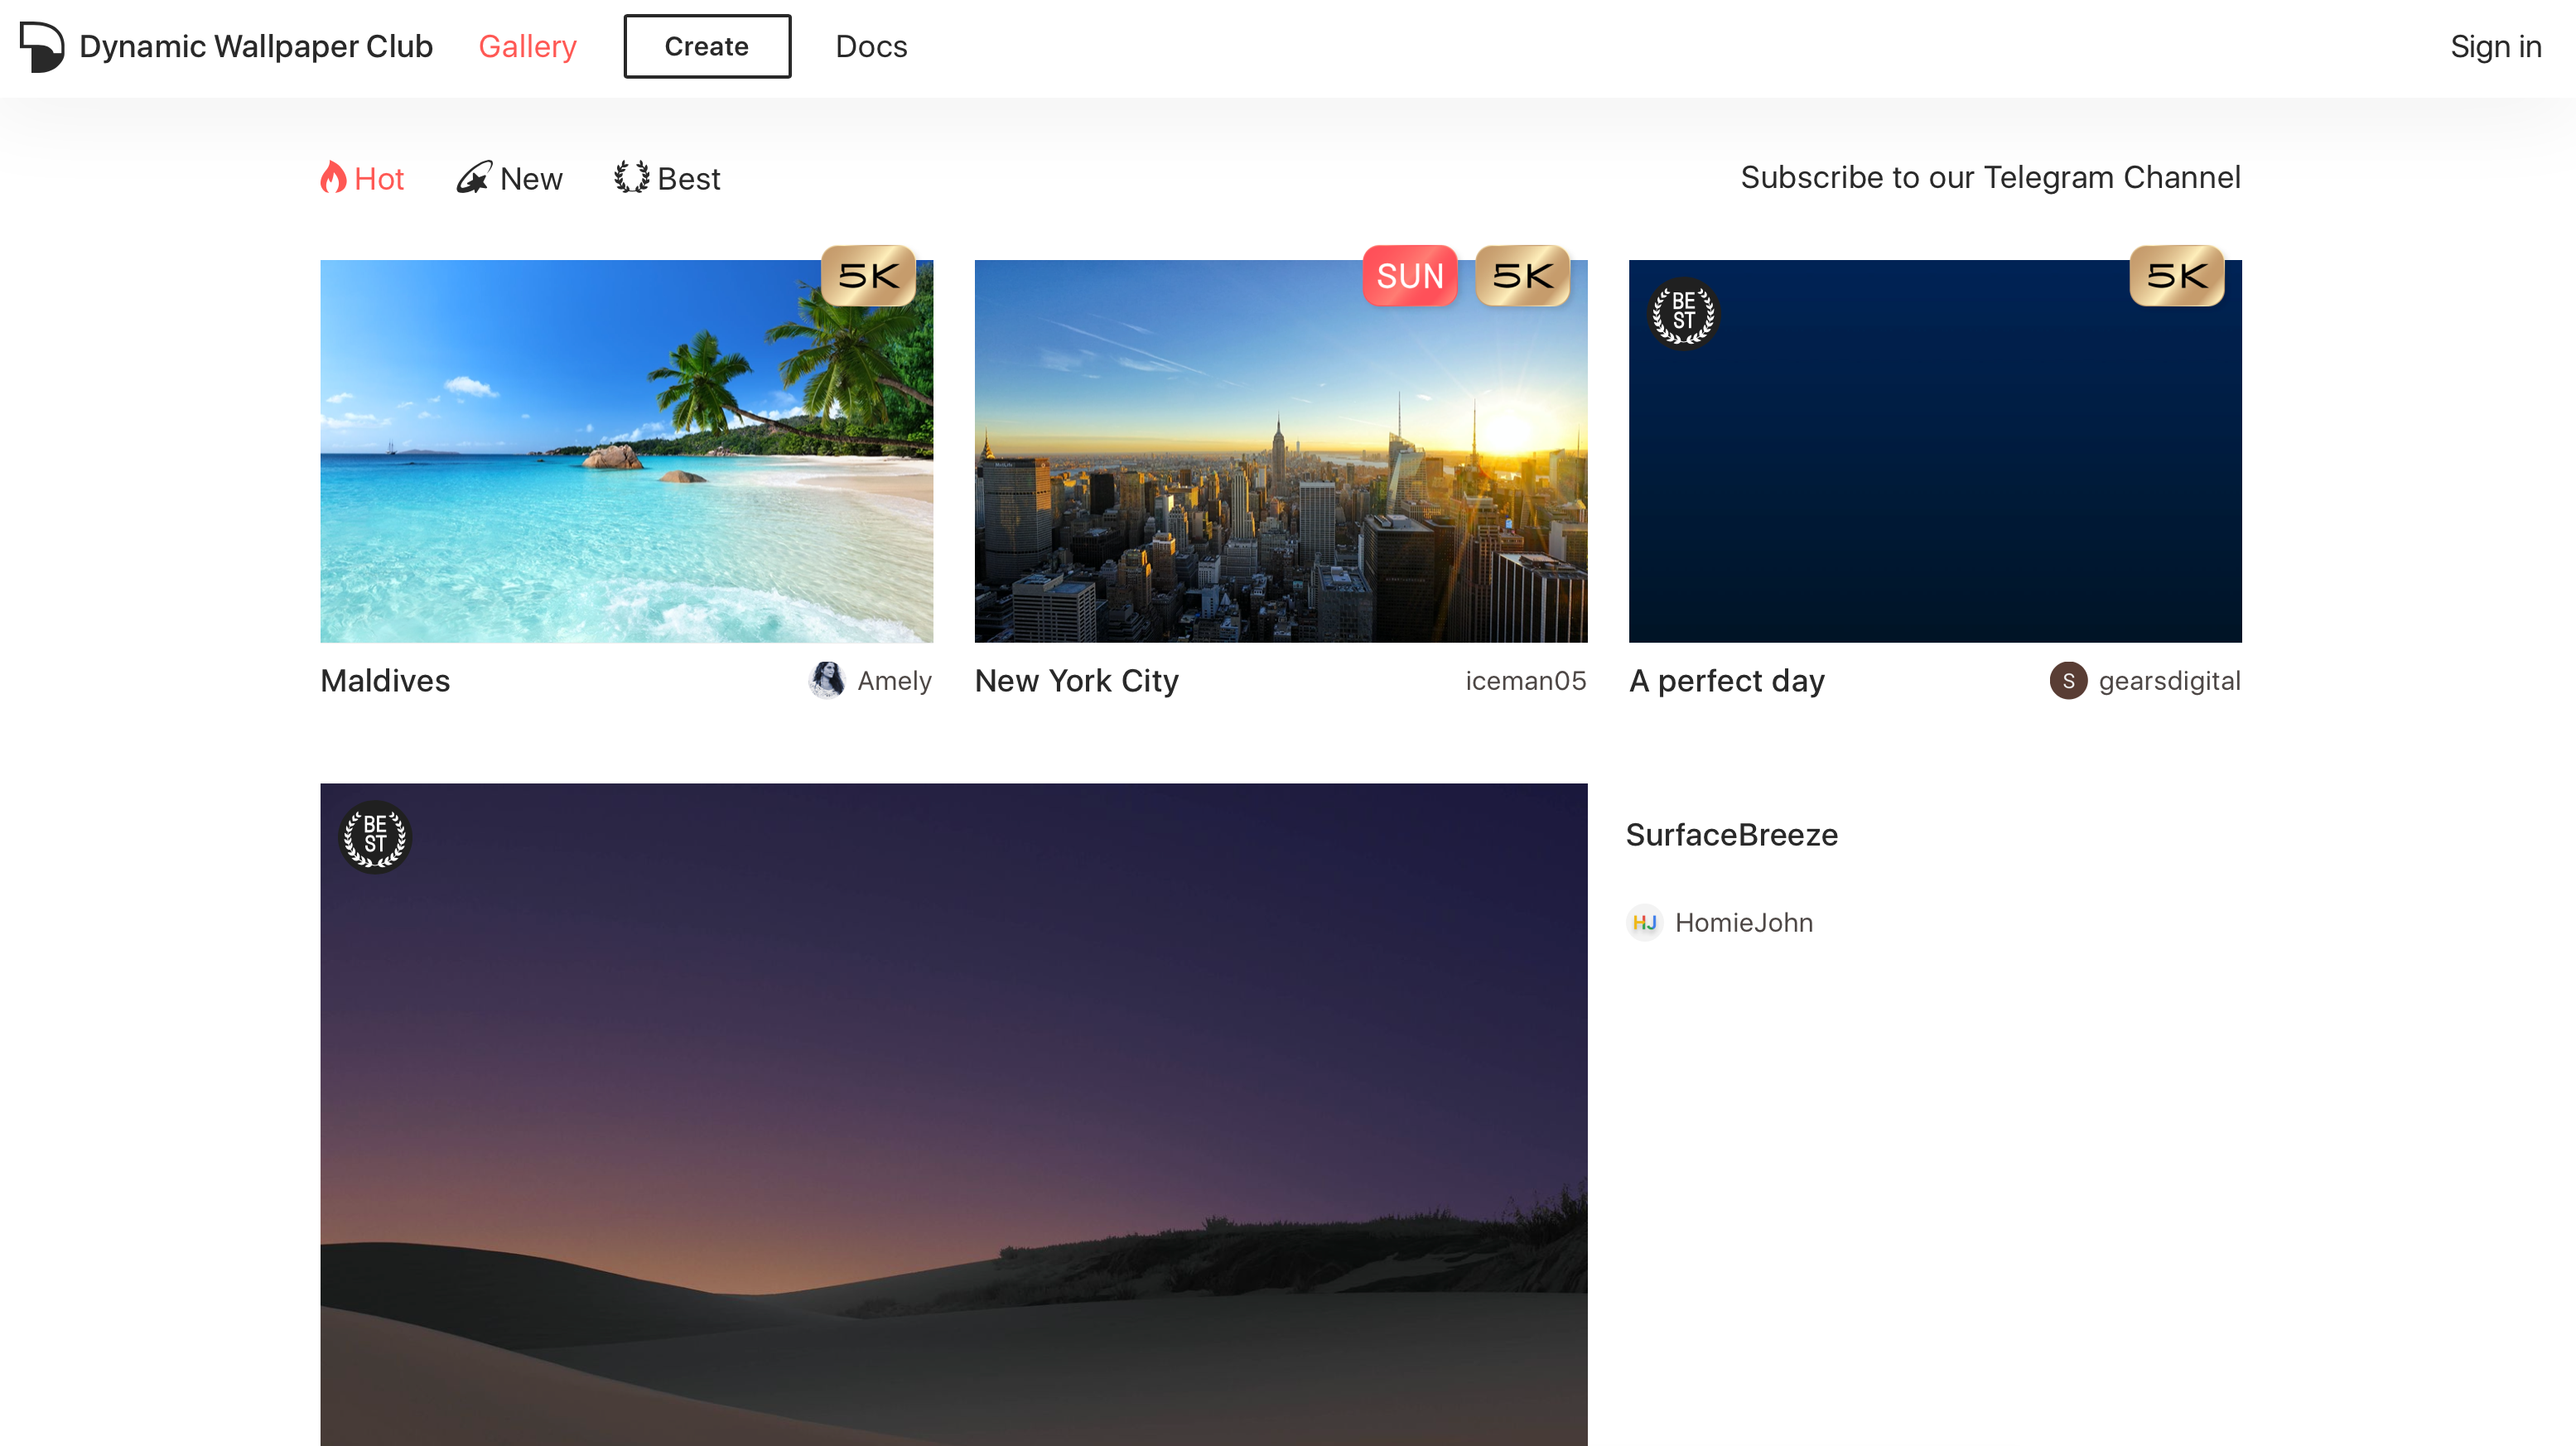 Dynamic Wallpaper Club Gallery Create Docs Sign in
Hot New Best Subscribe to our Telegram Channel
5K SUN 5K 5K
BE
ST
Maldives Amely New York City iceman05 A perfect day S gearsdigital
BE
ST
SurfaceBreeze
HJ HomieJohn